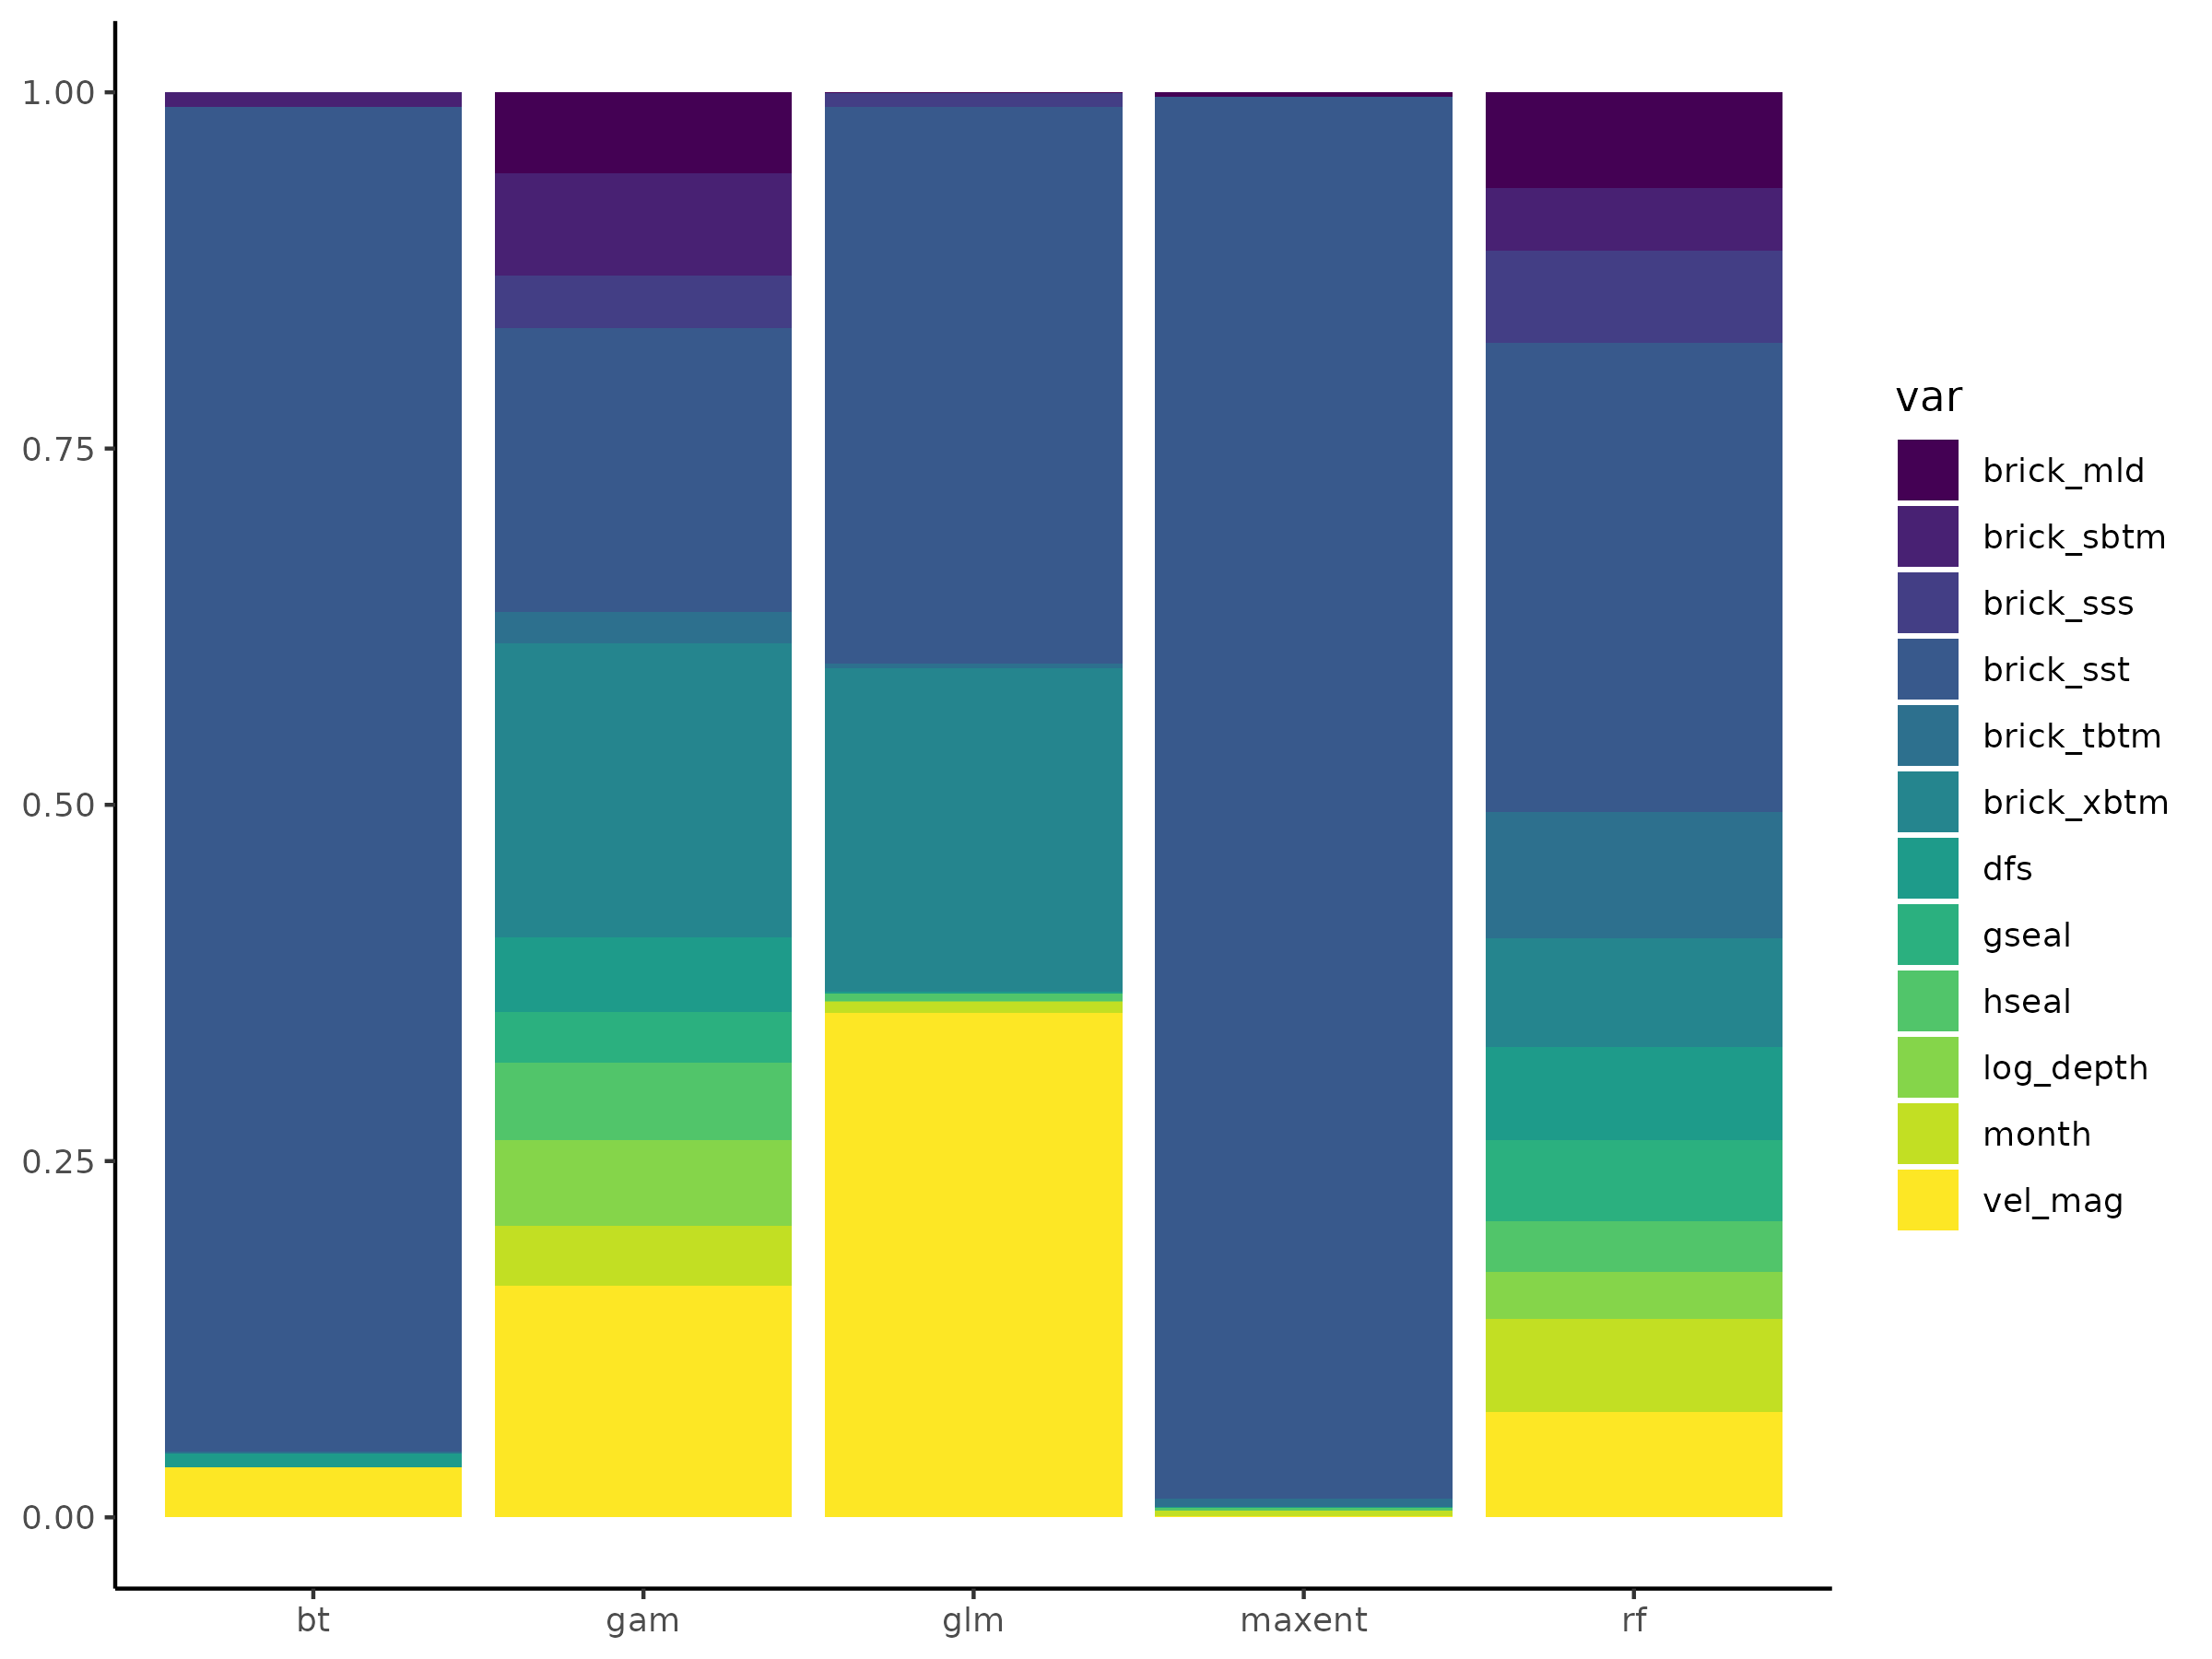 1.00
0.75
0.50
0.25
0.00
bt
gam
glm
maxent
rf
var
brick_mld
brick_sbtm
brick_sss
brick_sst
brick_tbtm
brick_xbtm
dfs
gseal
hseal
log_depth
month
vel_mag